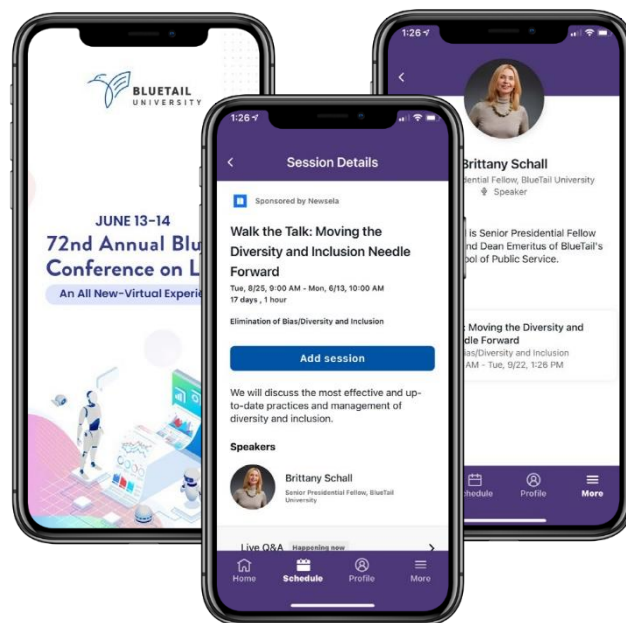 BLUETAIL
UNIVERSITY
JUNE 13-14
72nd Annual Blu
Conference on L
An All New-Virtual Experie
1:26
Session Details
Sponsored by Newsela
Walk the Talk: Moving the
Diversity and Inclusion Needle
Forward
Tue, 8/25, 9:00 AM - Mon, 6/13, 10:00 AM
17 days , 1 hour
Elimination of Bias/Diversity and Inclusion
Add session
We will discuss the most effective and up-
to-date practices and management of
diversity and inclusion.
Speakers
Brittany Schall
Senior Presidential Fellow, BlueTail
University
Live Q&A Happening now
Home Schedule Profile More
1:26
Brittany Schall
dential Fellow, BlueTail University
Speaker
l is Senior Presidential Fellow
nd Dean Emeritus of BlueTail's
ool of Public Service.
: Moving the Diversity and
dle Forward
ias/Diversity and Inclusion
AM - Tue, 9/22, 1:26 PM
chedule Profile More